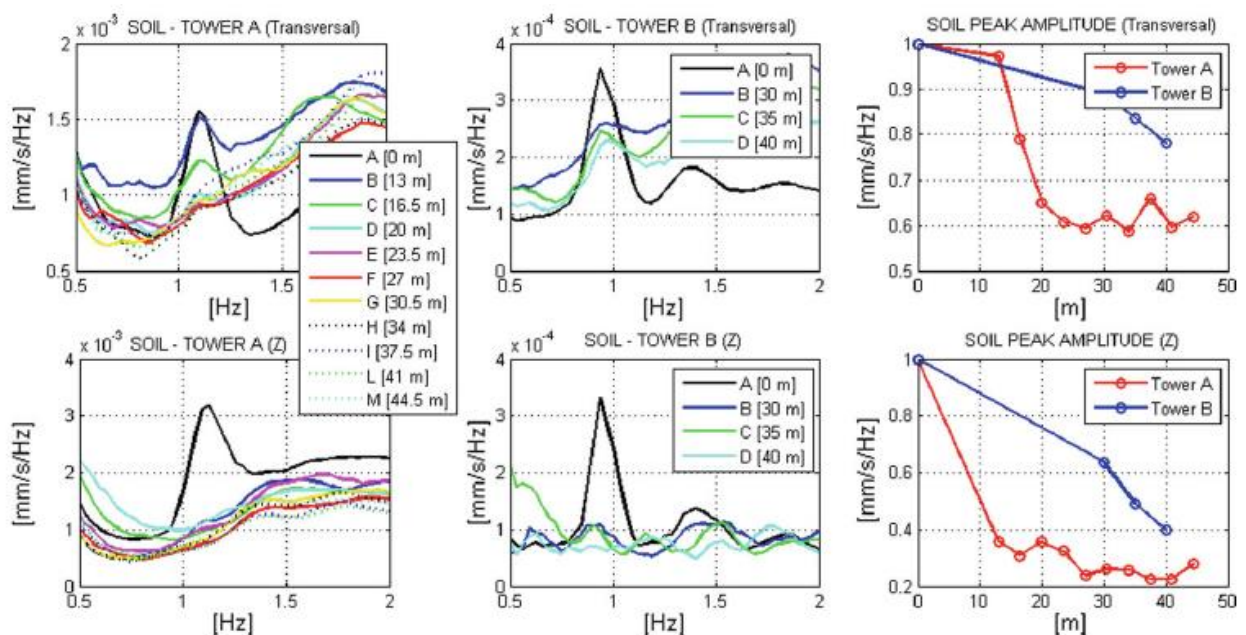 SOIL - TOWER A (Transversal)
x 10⁻³
[mm/s/Hz]
2
1.5
1
0.5
0.5
1
1.5
2
[Hz]
A [0 m]
B [13 m]
C [16.5 m]
D [20 m]
E [23.5 m]
F [27 m]
G [30.5 m]
H [34 m]
I [37.5 m]
L [41 m]
M [44.5 m]
SOIL - TOWER B (Transversal)
x 10⁻⁴
[mm/s/Hz]
4
3
2
1
0
0.5
1
1.5
2
[Hz]
A [0 m]
B [30 m]
C [35 m]
D [40 m]
SOIL PEAK AMPLITUDE (Transversal)
[mm/s/Hz]
1
0.9
0.8
0.7
0.6
0.5
0
10
20
30
40
50
[m]
Tower A
Tower B
SOIL - TOWER A (Z)
x 10⁻³
[mm/s/Hz]
4
3
2
1
0
0.5
1
1.5
2
[Hz]
SOIL - TOWER B (Z)
x 10⁻⁴
[mm/s/Hz]
4
3
2
1
0
0.5
1
1.5
2
[Hz]
A [0 m]
B [30 m]
C [35 m]
D [40 m]
SOIL PEAK AMPLITUDE (Z)
[mm/s/Hz]
1
0.8
0.6
0.4
0.2
0
10
20
30
40
50
[m]
Tower A
Tower B